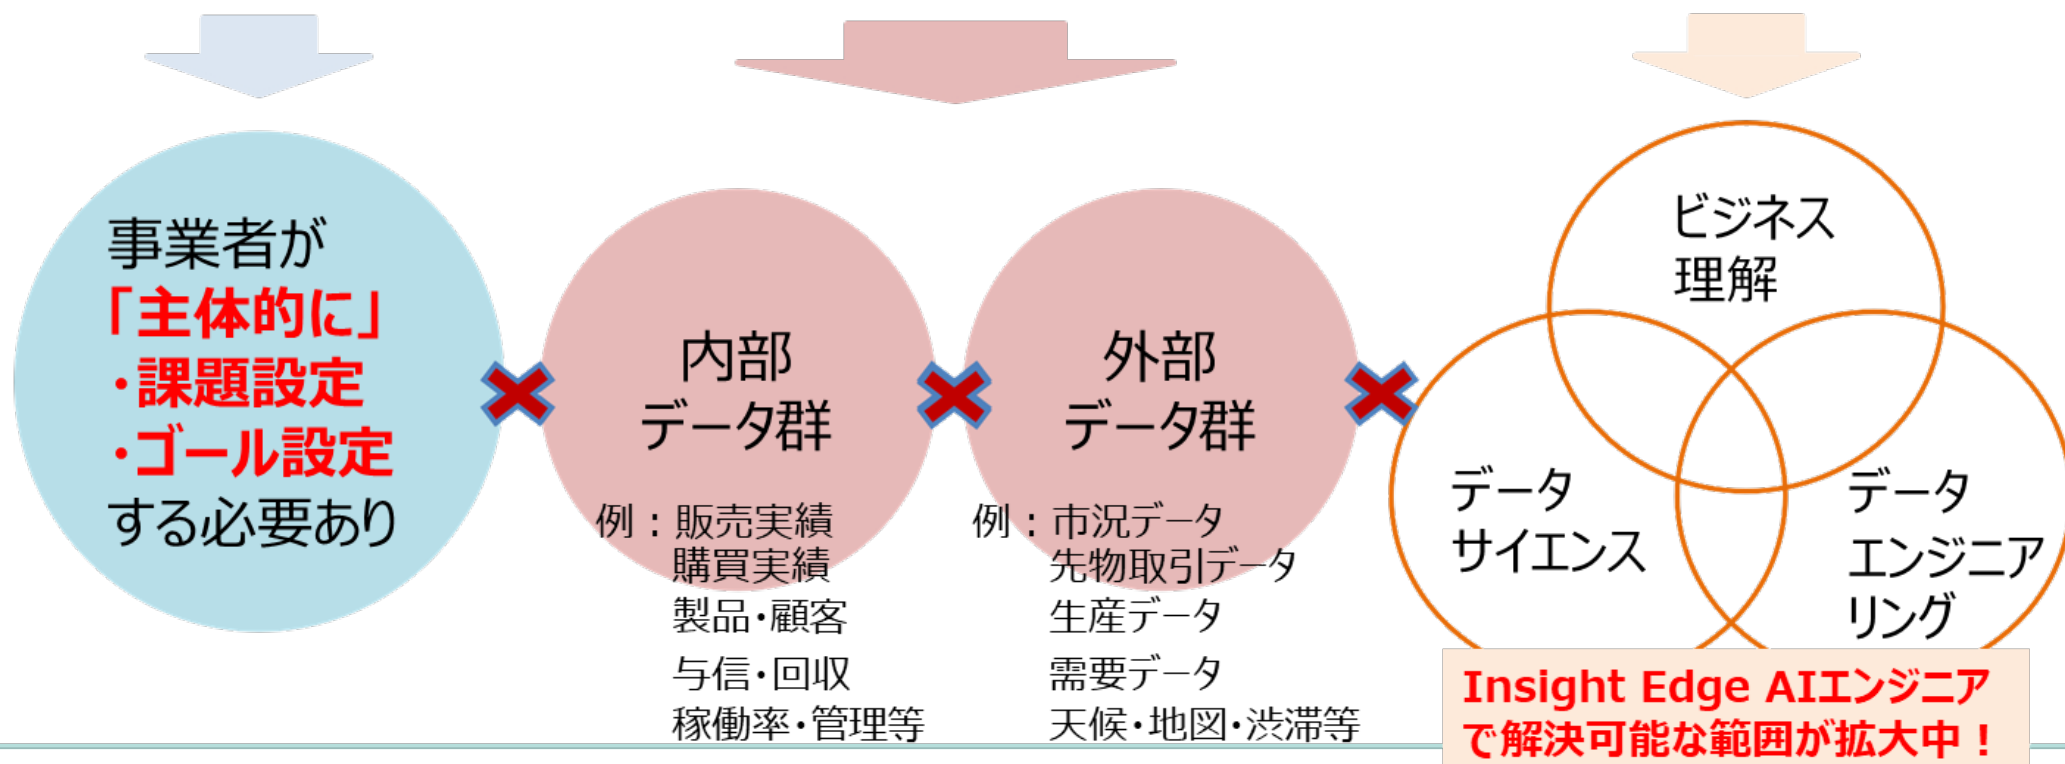 事業者が
「主体的に」
・課題設定
・ゴール設定
する必要あり
内部
データ群
例：販売実績
購買実績
製品・顧客
与信・回収
稼働率・管理等
外部
データ群
例：市況データ
先物取引データ
生産データ
需要データ
天候・地図・渋滞等
ビジネス
理解
データ
サイエンス
データ
エンジニア
リング
Insight Edge AIエンジニア
で解決可能な範囲が拡大中！